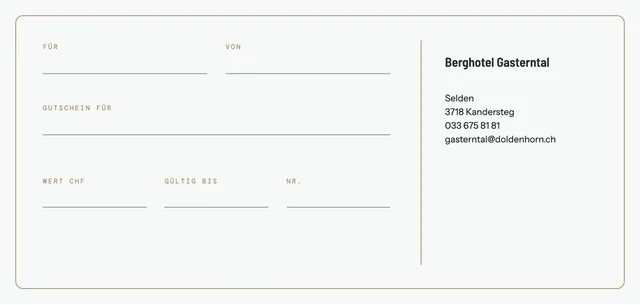 FÜR
VON
GUTSCHEIN FÜR
WERT CHF
GÜLTIG BIS
NR.
Berghotel Gasterntal
Selden
3718 Kandersteg
033 675 81 81
gasterntal@doldenhorn.ch